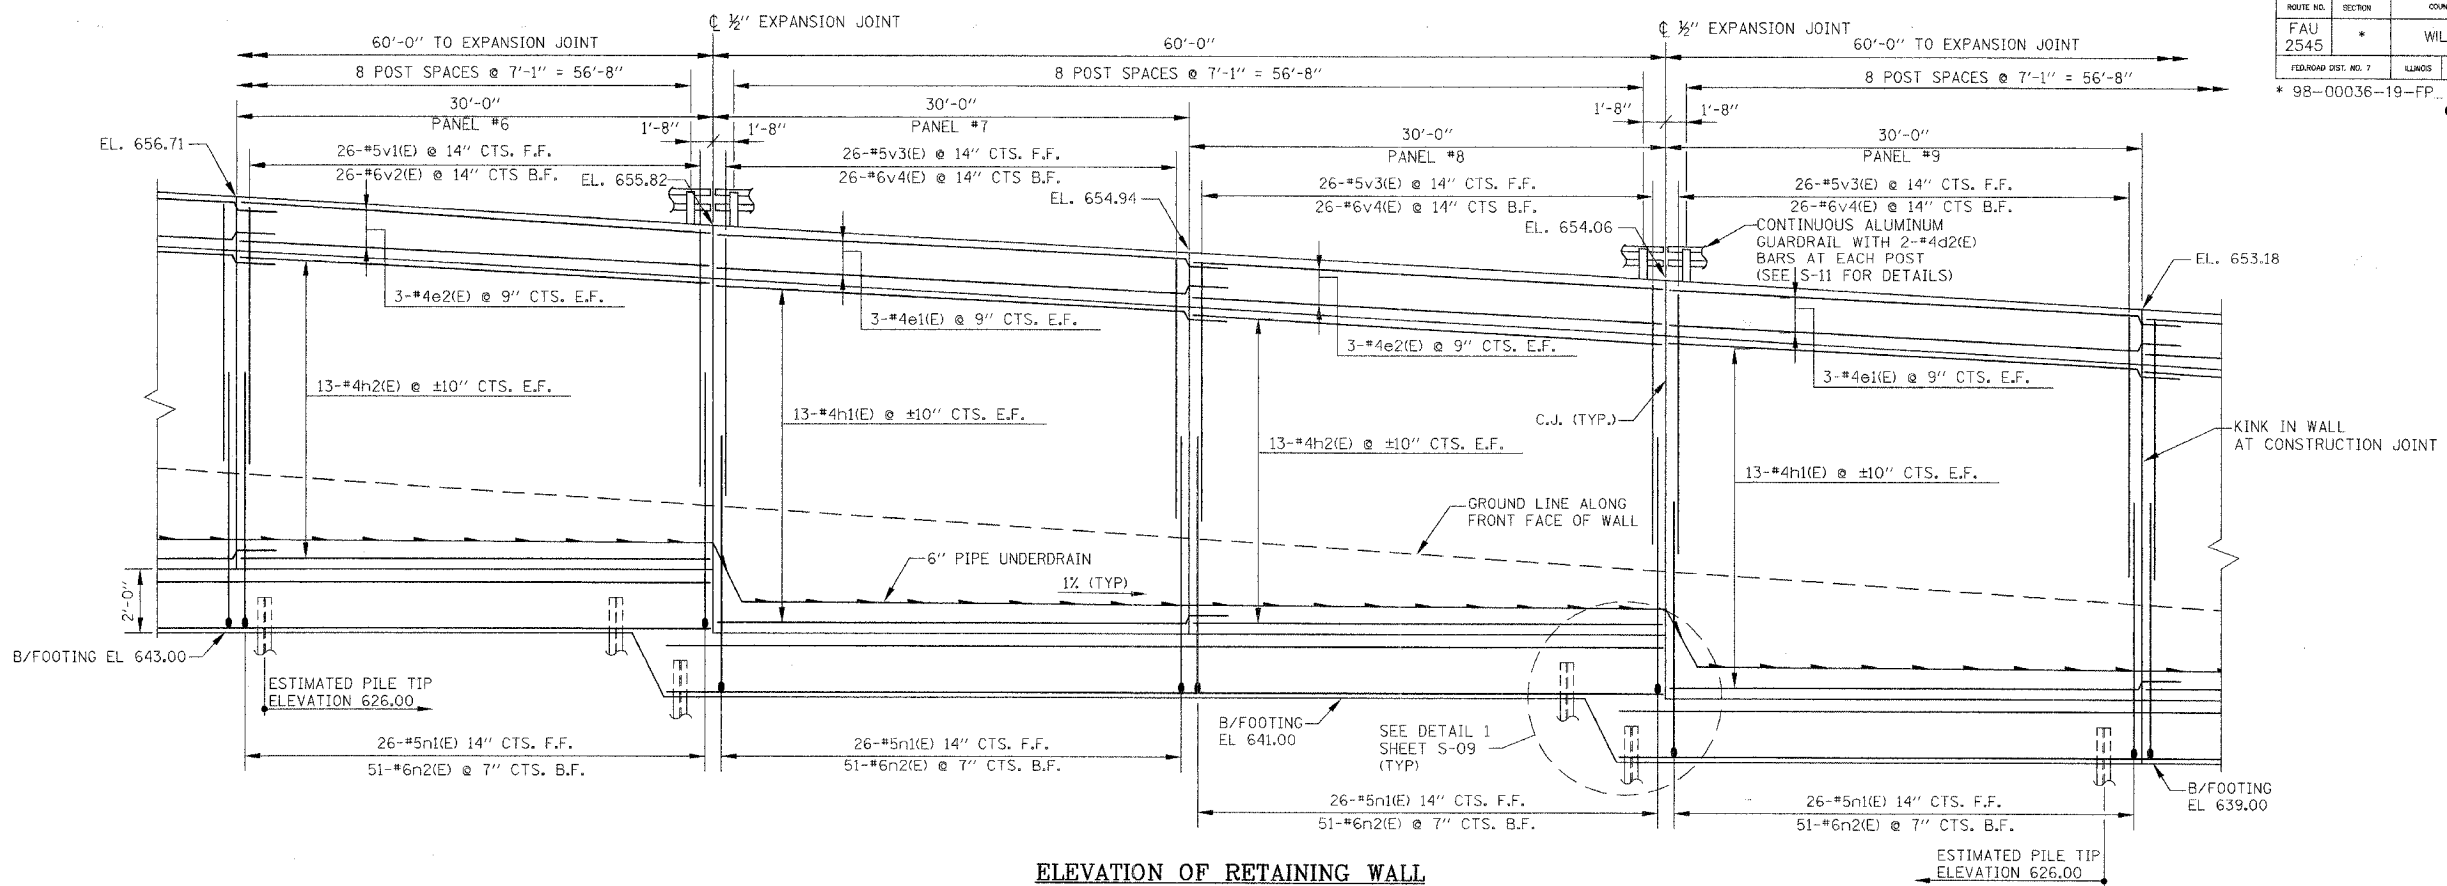 ROUTE NO.
SECTION
FAU
2545
*
WIL
FED.ROAD DIST. NO. 7
ILLINOIS
* 98-00036-19-FP
℄ ½" EXPANSION JOINT
℄ ½" EXPANSION JOINT
60'-0" TO EXPANSION JOINT
60'-0"
60'-0" TO EXPANSION JOINT
8 POST SPACES @ 7'-1" = 56'-8"
8 POST SPACES @ 7'-1" = 56'-8"
8 POST SPACES @ 7'-1" = 56'-8"
30'-0"
PANEL #6
1'-8"
1'-8"
30'-0"
PANEL #7
30'-0"
PANEL #8
1'-8"
1'-8"
30'-0"
PANEL #9
EL. 656.71
26-#5v1(E) @ 14" CTS. F.F.
26-#6v2(E) @ 14" CTS B.F.
EL. 655.82
26-#5v3(E) @ 14" CTS. F.F.
26-#6v4(E) @ 14" CTS B.F.
EL. 654.94
26-#5v3(E) @ 14" CTS. F.F.
26-#6v4(E) @ 14" CTS B.F.
EL. 654.06
26-#5v3(E) @ 14" CTS. F.F.
26-#6v4(E) @ 14" CTS B.F.
CONTINUOUS ALUMINUM
GUARDRAIL WITH 2-#4d2(E)
BARS AT EACH POST
(SEE S-11 FOR DETAILS)
EL. 653.18
3-#4e2(E) @ 9" CTS. E.F.
3-#4e1(E) @ 9" CTS. E.F.
3-#4e2(E) @ 9" CTS. E.F.
3-#4e1(E) @ 9" CTS. E.F.
13-#4h2(E) @ ±10" CTS. E.F.
13-#4h1(E) @ ±10" CTS. E.F.
13-#4h2(E) @ ±10" CTS. E.F.
C.J. (TYP.)
13-#4h1(E) @ ±10" CTS. E.F.
KINK IN WALL
AT CONSTRUCTION JOINT
GROUND LINE ALONG
FRONT FACE OF WALL
6" PIPE UNDERDRAIN
1% (TYP)
2'-0"
B/FOOTING EL 643.00
ESTIMATED PILE TIP
ELEVATION 626.00
B/FOOTING
EL 641.00
SEE DETAIL 1
SHEET S-09
(TYP)
26-#5n1(E) 14" CTS. F.F.
51-#6n2(E) @ 7" CTS. B.F.
26-#5n1(E) 14" CTS. F.F.
51-#6n2(E) @ 7" CTS. B.F.
26-#5n1(E) 14" CTS. F.F.
51-#6n2(E) @ 7" CTS. B.F.
26-#5n1(E) 14" CTS. F.F.
51-#6n2(E) @ 7" CTS. B.F.
B/FOOTING
EL 639.00
ESTIMATED PILE TIP
ELEVATION 626.00
ELEVATION OF RETAINING WALL